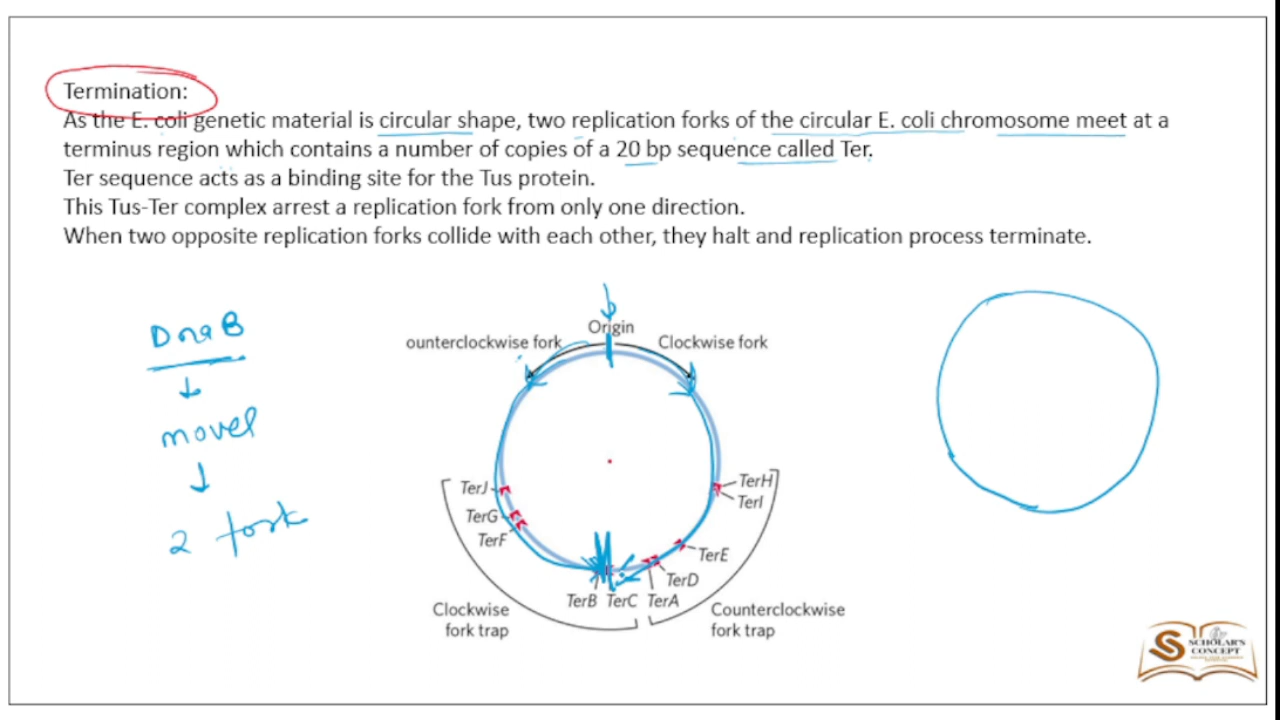 Termination:
As the E. coli genetic material is circular shape, two replication forks of the circular E. coli chromosome meet at a
terminus region which contains a number of copies of a 20 bp sequence called Ter.
Ter sequence acts as a binding site for the Tus protein.
This Tus-Ter complex arrest a replication fork from only one direction.
When two opposite replication forks collide with each other, they halt and replication process terminate.
Origin
ounterclockwise fork
Clockwise fork
DnaB
2 fork
TerJ
TerG
TerF
TerH
TerI
TerE
TerD
TerB TerC TerA
Clockwise
fork trap
Counterclockwise
fork trap
SCHOLAR'S
CONCEPT